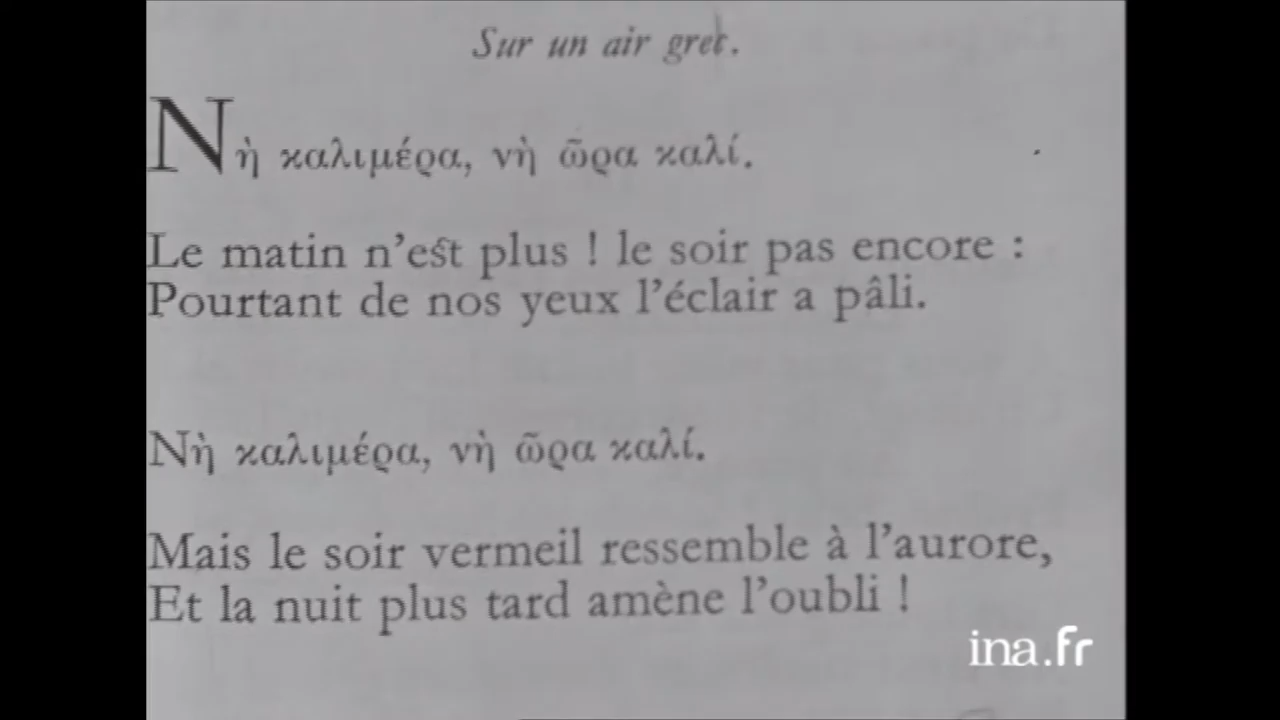 Sur un air grec.
Νὴ καλιμέρα, νὴ ὥρα καλί.
Le matin n'est plus ! le soir pas encore :
Pourtant de nos yeux l'éclair a pâli.
Νὴ καλιμέρα, νὴ ὥρα καλί.
Mais le soir vermeil ressemble à l'aurore,
Et la nuit plus tard amène l'oubli !
ina.fr